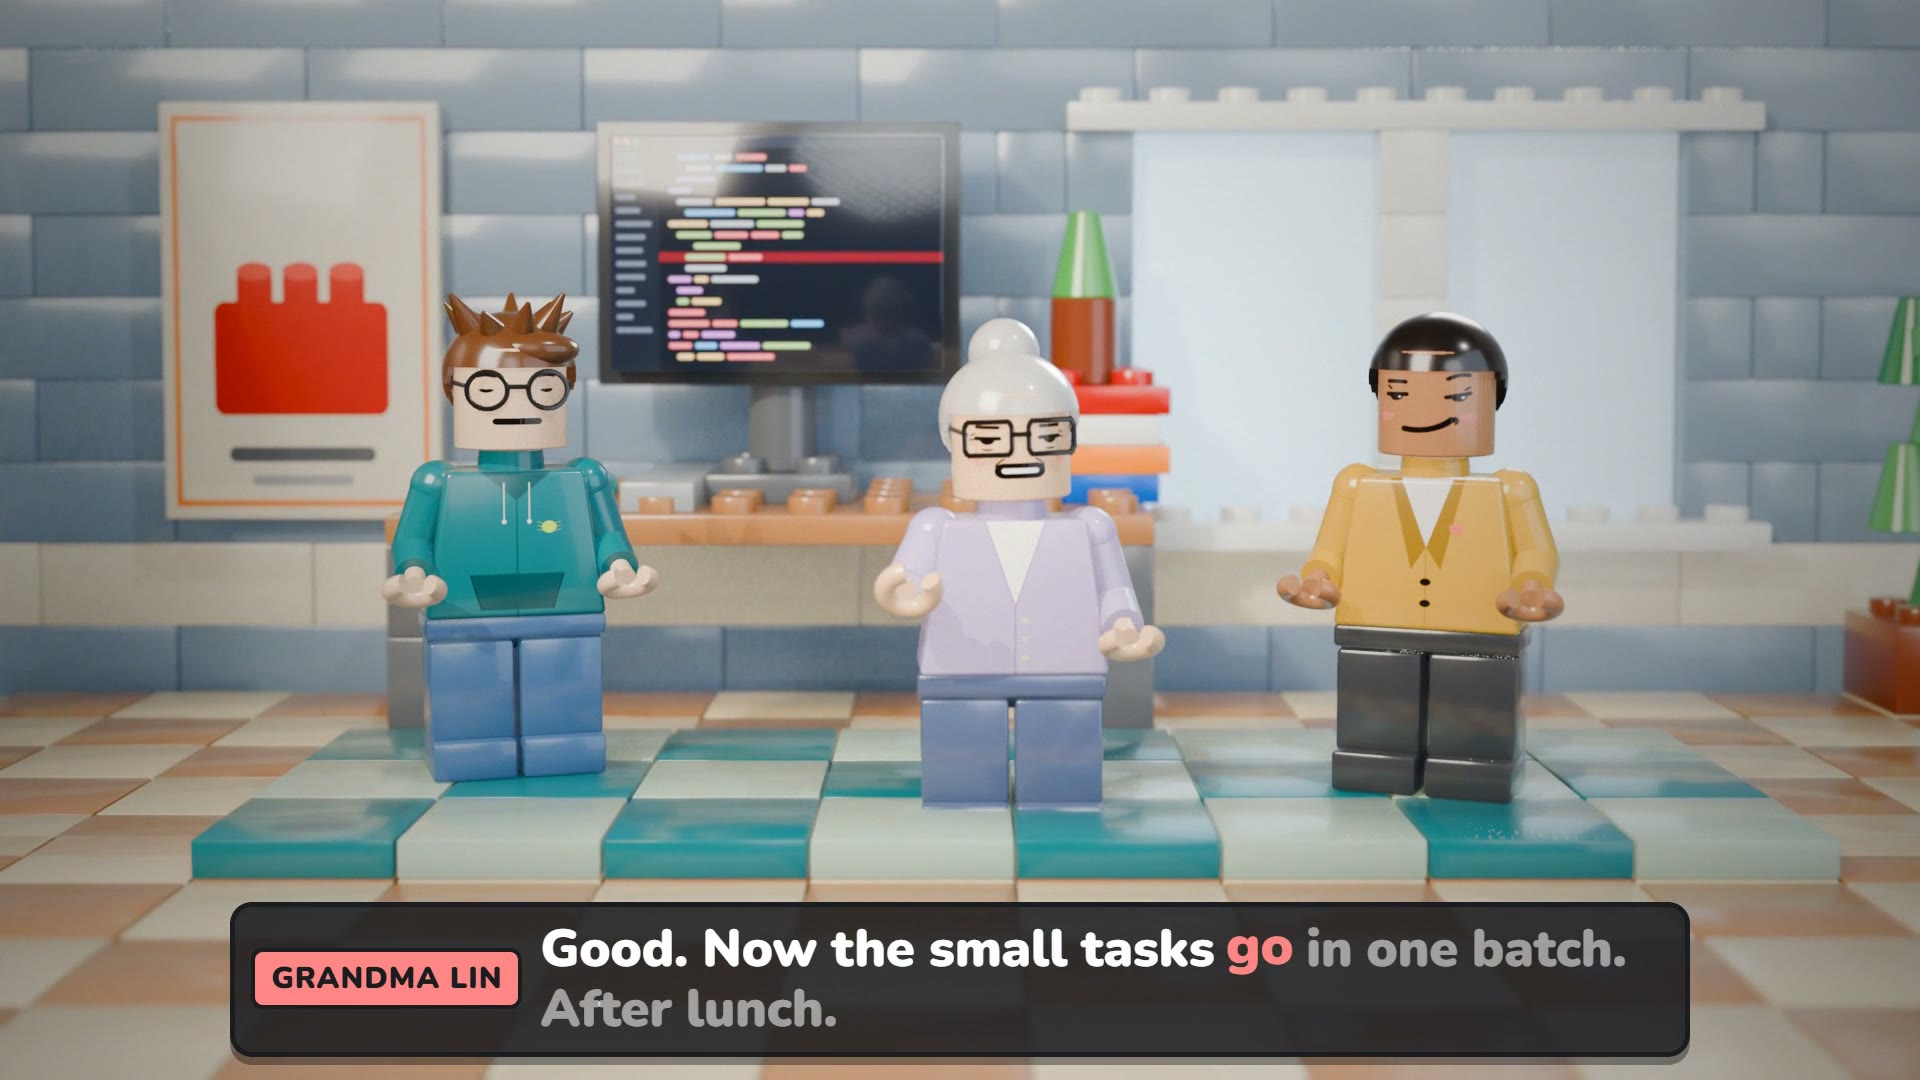 GRANDMA LIN
Good. Now the small tasks go in one batch.
After lunch.